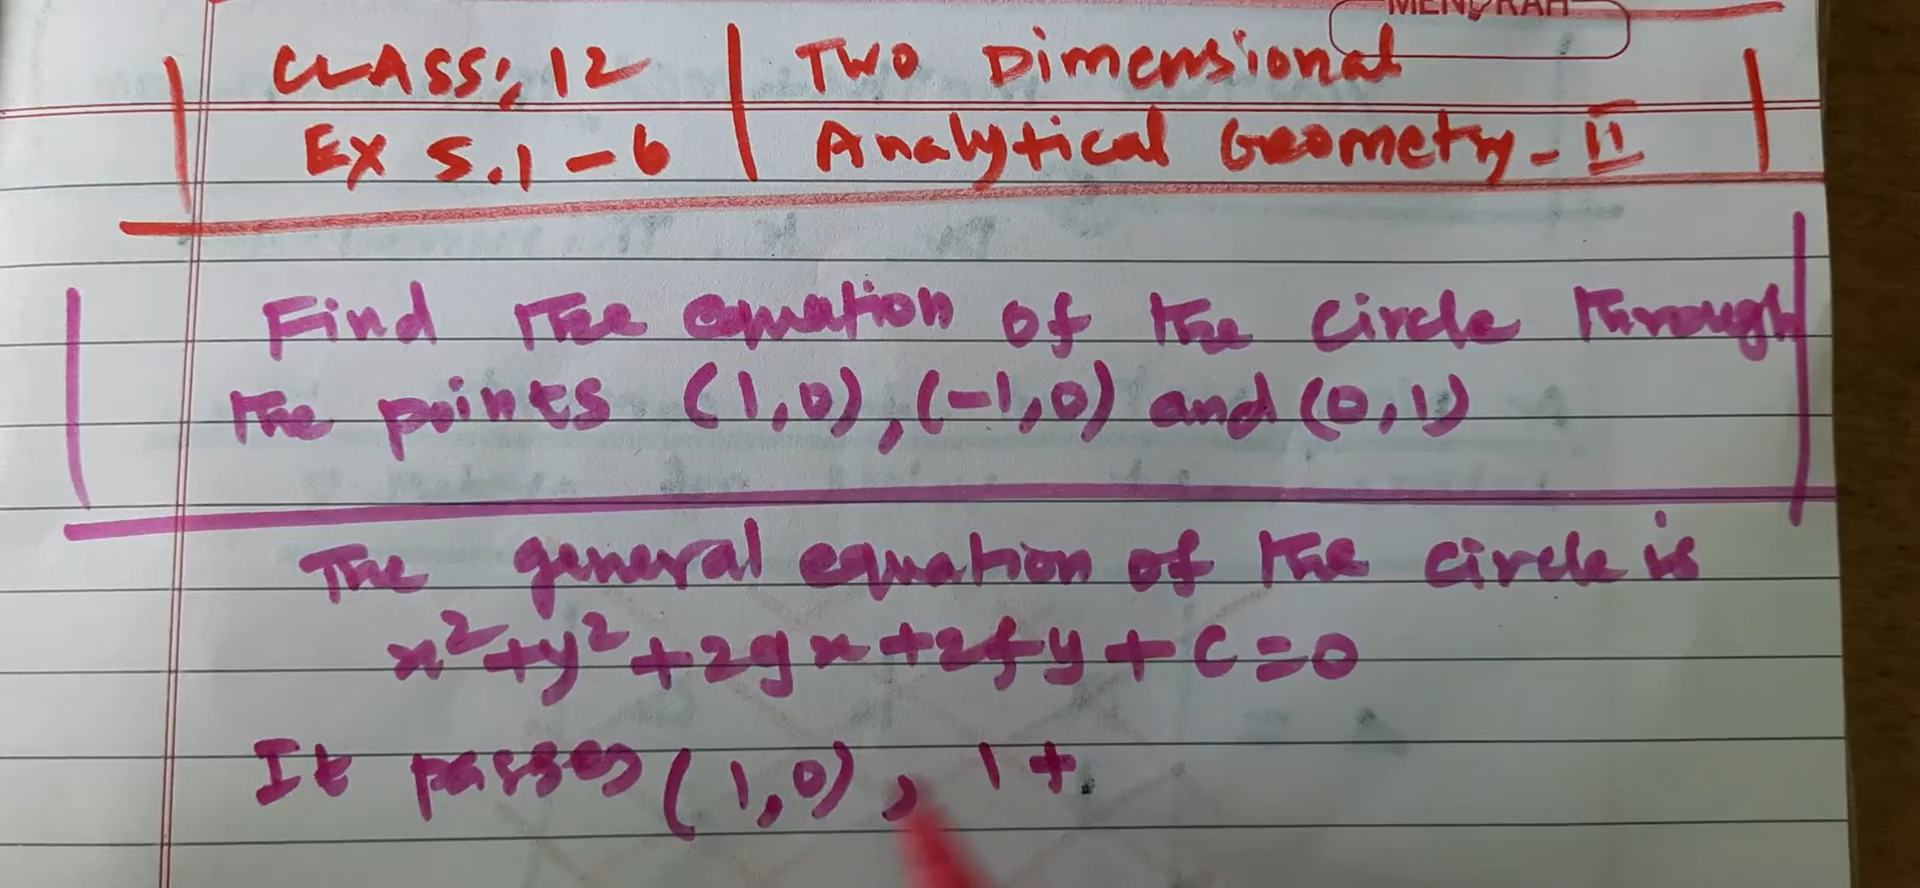 MENORAH
CLASS: 12 | Two Dimensional
EX 5.1-6 | Analytical Geometry-II
Find the equation of the circle through
the points (1,0), (-1,0) and (0,1)
The general equation of the circle is
x²+y²+2gx+2fy+c=0
It passes (1,0), 1+